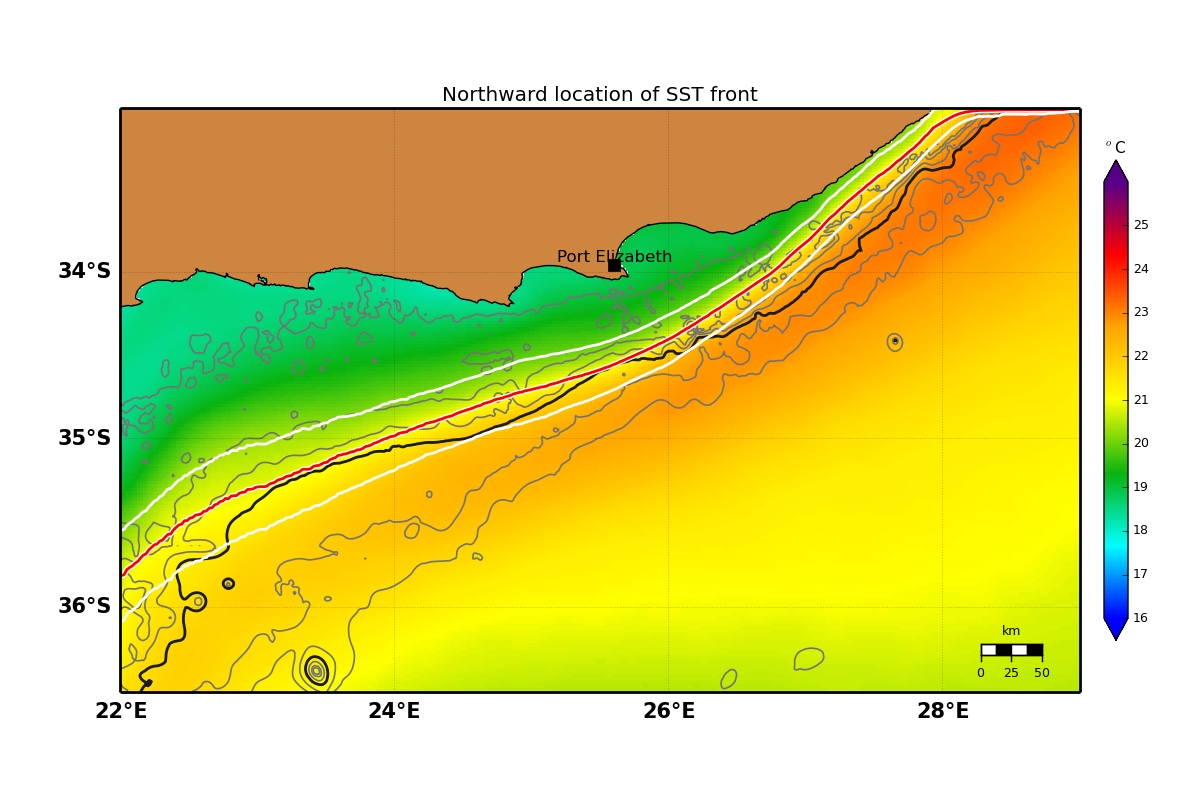 Northward location of SST front
°C
Port Elizabeth
34°S
35°S
36°S
22°E
24°E
26°E
28°E
25
24
23
22
21
20
19
18
17
16
km
0 25 50